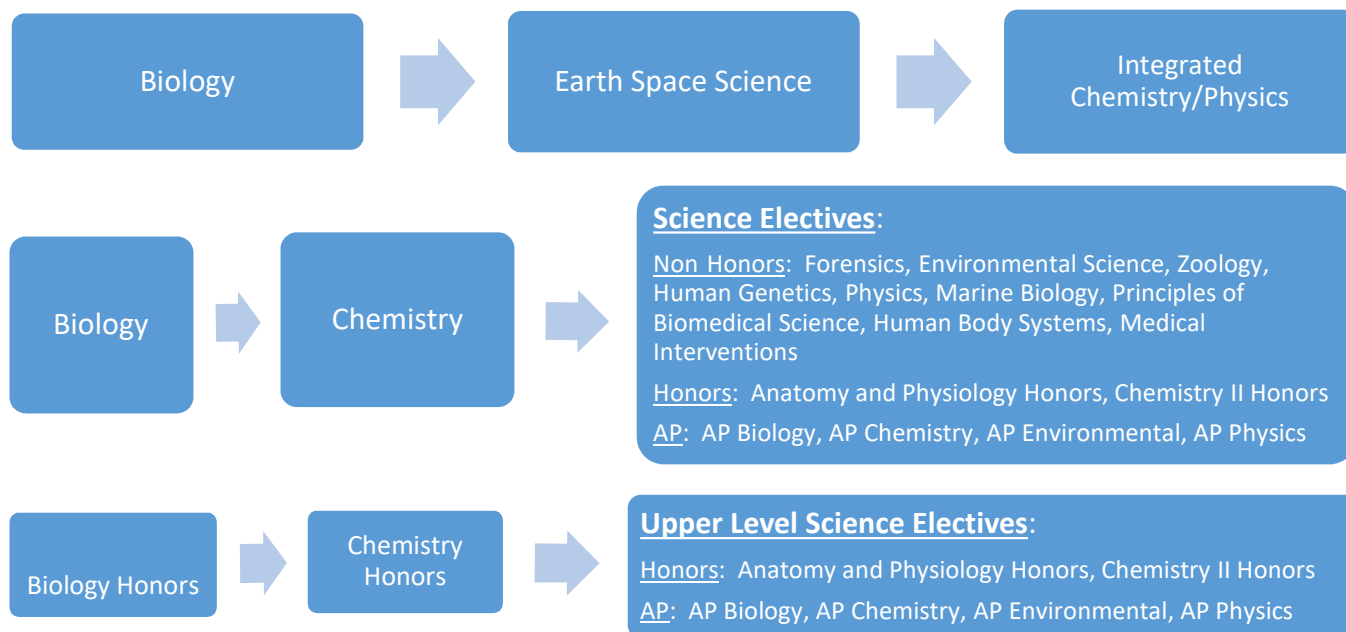 Biology
Earth Space Science
Integrated
Chemistry/Physics
Biology
Chemistry
Science Electives:
Non Honors: Forensics, Environmental Science, Zoology,
Human Genetics, Physics, Marine Biology, Principles of
Biomedical Science, Human Body Systems, Medical
Interventions
Honors: Anatomy and Physiology Honors, Chemistry II Honors
AP: AP Biology, AP Chemistry, AP Environmental, AP Physics
Biology Honors
Chemistry
Honors
Upper Level Science Electives:
Honors: Anatomy and Physiology Honors, Chemistry II Honors
AP: AP Biology, AP Chemistry, AP Environmental, AP Physics